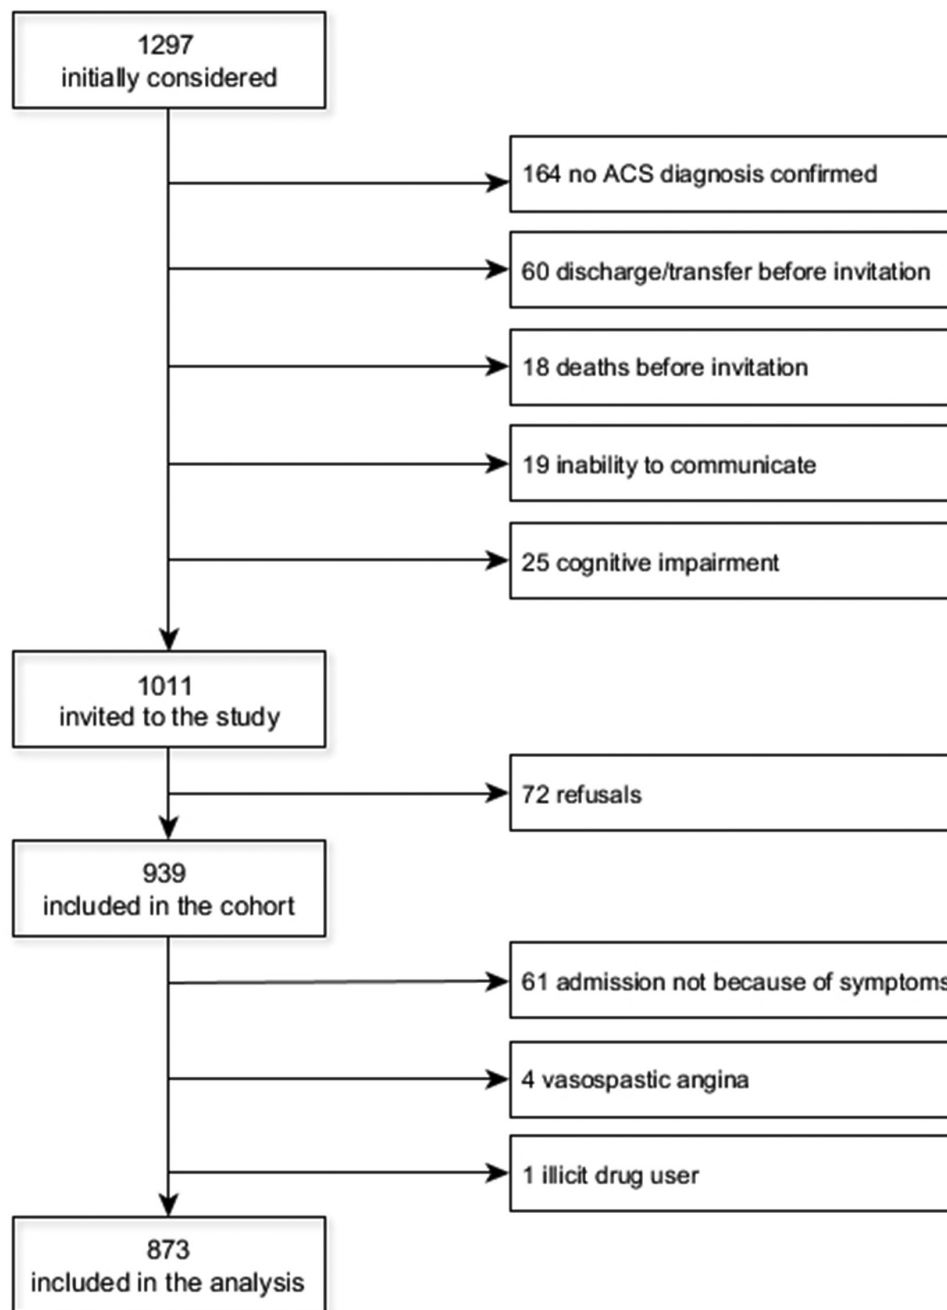 1297
initially considered
164 no ACS diagnosis confirmed
60 discharge/transfer before invitation
18 deaths before invitation
19 inability to communicate
25 cognitive impairment
1011
invited to the study
72 refusals
939
included in the cohort
61 admission not because of symptoms
4 vasospastic angina
1 illicit drug user
873
included in the analysis